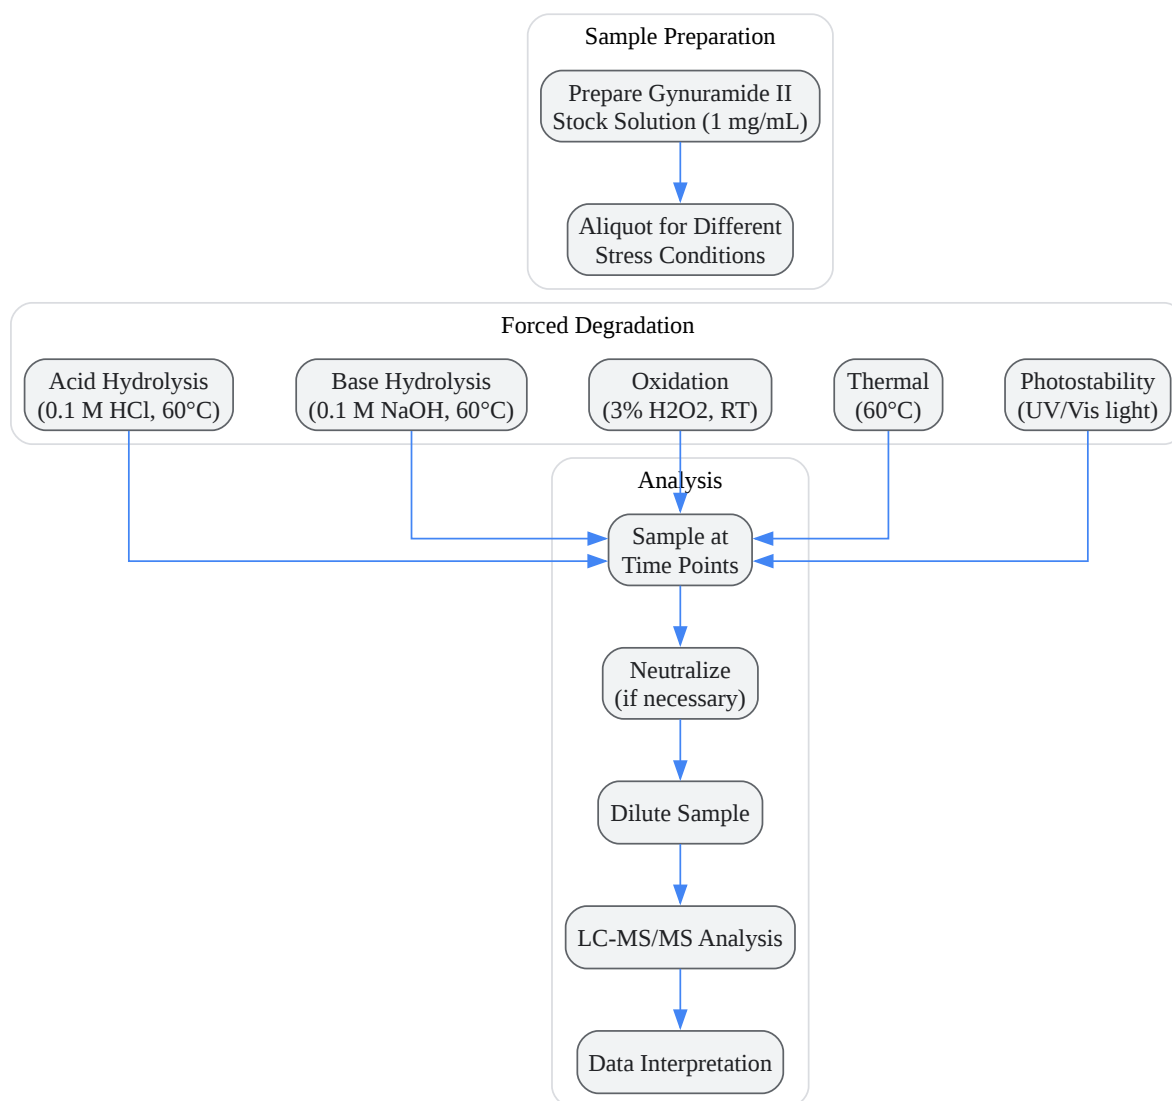 Sample Preparation
Prepare Gynuramide II
Stock Solution (1 mg/mL)
Aliquot for Different
Stress Conditions
Forced Degradation
Acid Hydrolysis
(0.1 M HCl, 60°C)
Base Hydrolysis
(0.1 M NaOH, 60°C)
Oxidation
(3% H2O2, RT)
Thermal
(60°C)
Photostability
(UV/Vis light)
Analysis
Sample at
Time Points
Neutralize
(if necessary)
Dilute Sample
LC-MS/MS Analysis
Data Interpretation